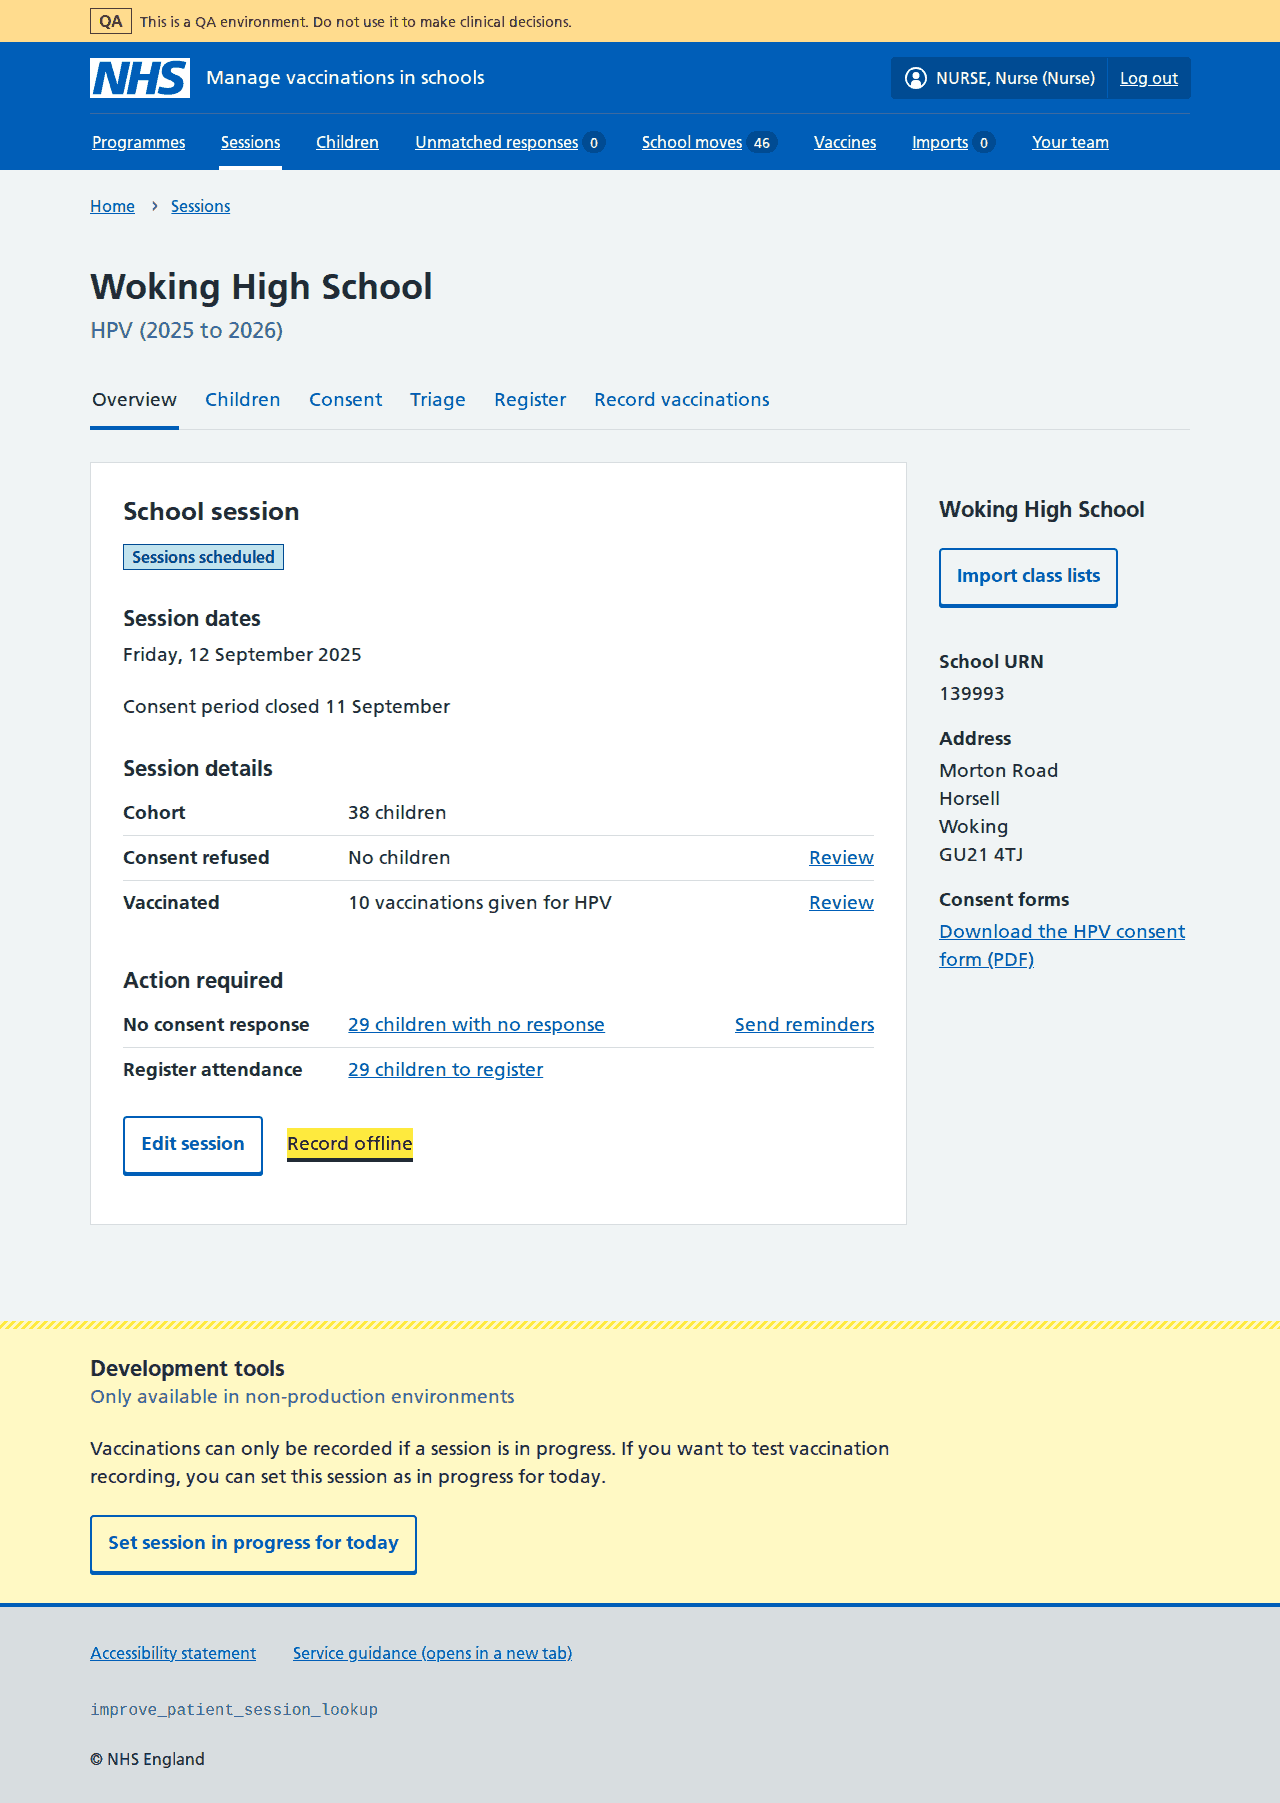 QA This is a QA environment. Do not use it to make clinical decisions.
NHS Manage vaccinations in schools NURSE, Nurse (Nurse) Log out
Programmes Sessions Children Unmatched responses 0 School moves 46 Vaccines Imports 0 Your team
Home › Sessions
Woking High School
HPV (2025 to 2026)
Overview Children Consent Triage Register Record vaccinations
School session
Sessions scheduled
Session dates
Friday, 12 September 2025
Consent period closed 11 September
Session details
Cohort 38 children
Consent refused No children Review
Vaccinated 10 vaccinations given for HPV Review
Action required
No consent response 29 children with no response Send reminders
Register attendance 29 children to register
Edit session Record offline
Woking High School
Import class lists
School URN
139993
Address
Morton Road
Horsell
Woking
GU21 4TJ
Consent forms
Download the HPV consent
form (PDF)
Development tools
Only available in non-production environments
Vaccinations can only be recorded if a session is in progress. If you want to test vaccination
recording, you can set this session as in progress for today.
Set session in progress for today
Accessibility statement Service guidance (opens in a new tab)
improve_patient_session_lookup
© NHS England